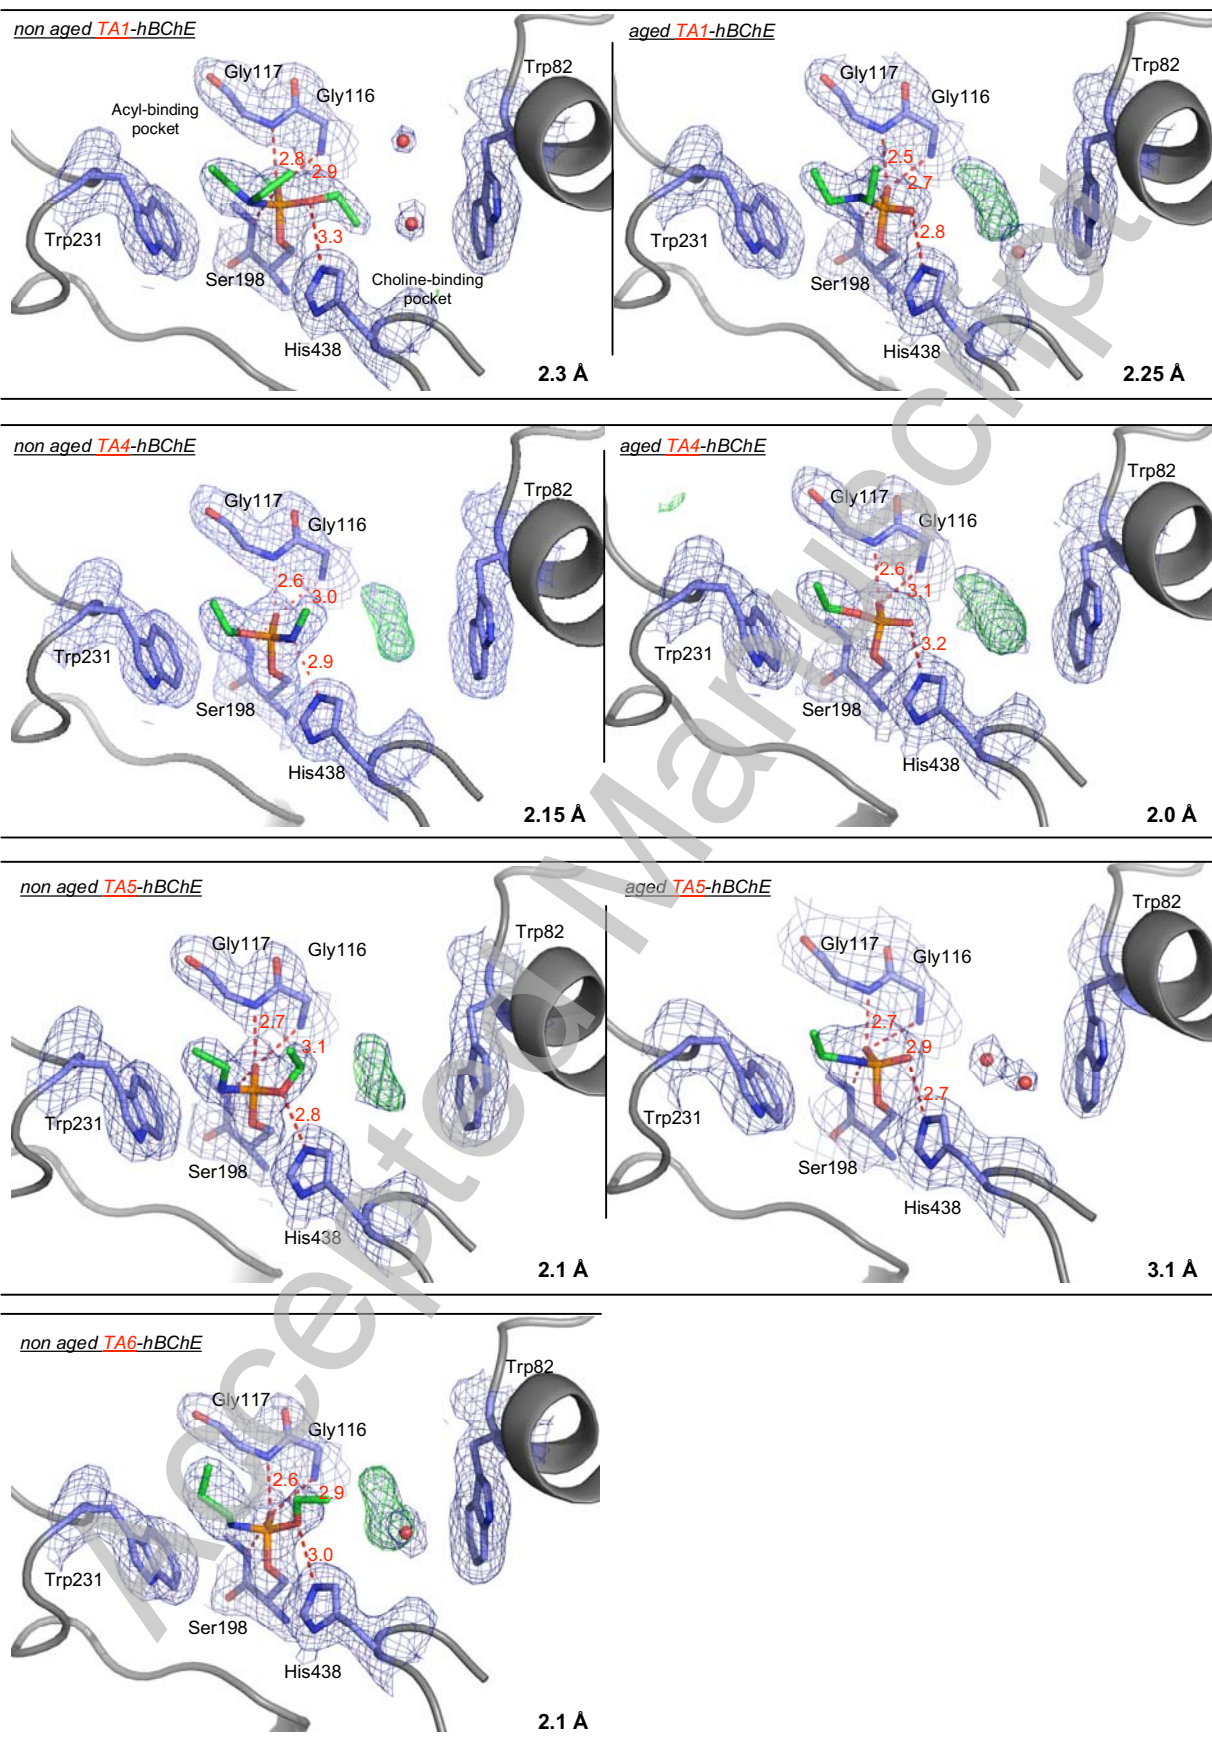 non aged TA1-hBChE
Gly117
Gly116
Trp82
Acyl-binding
pocket
2.8
2.9
3.3
Trp231
Ser198
Choline-binding
pocket
His438
2.3 Å
aged TA1-hBChE
Trp82
Gly117
Gly116
2.5
2.7
2.8
Trp231
Ser198
His438
2.25 Å
non aged TA4-hBChE
Gly117
Gly116
Trp82
2.6
3.0
2.9
Trp231
Ser198
His438
2.15 Å
aged TA4-hBChE
Trp82
Gly117
Gly116
2.6
3.1
3.2
Trp231
Ser198
His438
2.0 Å
non aged TA5-hBChE
Gly117
Gly116
Trp82
2.7
3.1
2.8
Trp231
Ser198
His438
2.1 Å
aged TA5-hBChE
Trp82
Gly117
Gly116
2.7
2.9
2.7
Trp231
Ser198
His438
3.1 Å
non aged TA6-hBChE
Trp82
Gly117
Gly116
2.6
2.9
3.0
Trp231
Ser198
His438
2.1 Å
Accepted Manuscript